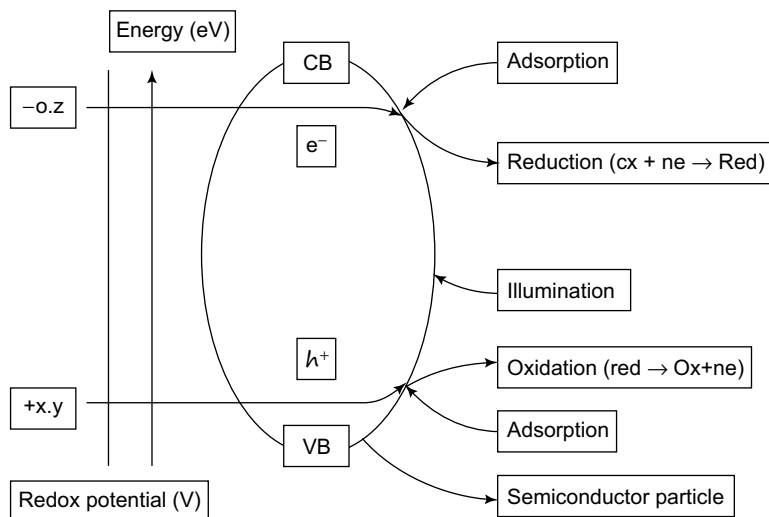 Energy (eV)
CB
Adsorption
–o.z
e⁻
Reduction (cx + ne → Red)
Illumination
h⁺
Oxidation (red → Ox+ne)
+x.y
Adsorption
VB
Redox potential (V)
Semiconductor particle